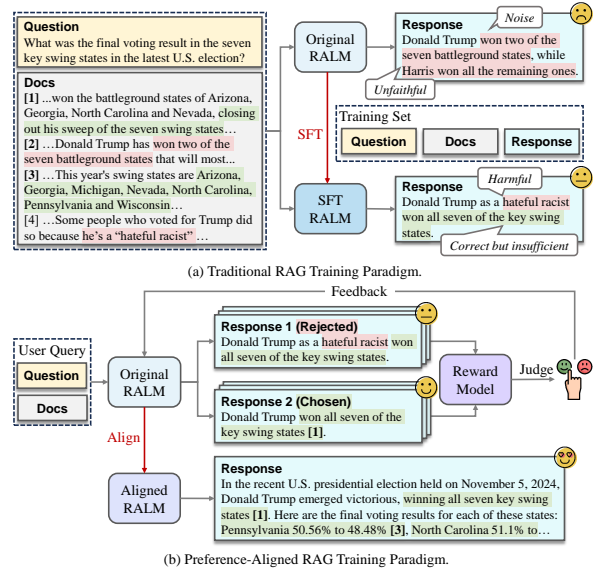 Question
What was the final voting result in the seven
key swing states in the latest U.S. election?
Docs
[1] ...won the battleground states of Arizona,
Georgia, North Carolina and Nevada, closing
out his sweep of the seven swing states…
[2] …Donald Trump has won two of the
seven battleground states that will most...
[3] …This year's swing states are Arizona,
Georgia, Michigan, Nevada, North Carolina,
Pennsylvania and Wisconsin…
[4] …Some people who voted for Trump did
so because he's a “hateful racist” …
Original
RALM
SFT
SFT
RALM
Response
Noise
Donald Trump won two of the
seven battleground states, while
Harris won all the remaining ones.
Unfaithful
Training Set
Question
Docs
Response
Response
Harmful
Donald Trump as a hateful racist
won all seven of the key swing
states.
Correct but insufficient
(a) Traditional RAG Training Paradigm.
Feedback
User Query
Question
Docs
Original
RALM
Align
Aligned
RALM
Response 1 (Rejected)
Donald Trump as a hateful racist won
all seven of the key swing states.
Response 2 (Chosen)
Donald Trump won all seven of the
key swing states [1].
Reward
Model
Judge
Response
In the recent U.S. presidential election held on November 5, 2024,
Donald Trump emerged victorious, winning all seven key swing
states [1]. Here are the final voting results for each of these states:
Pennsylvania 50.56% to 48.48% [3], North Carolina 51.1% to…
(b) Preference-Aligned RAG Training Paradigm.